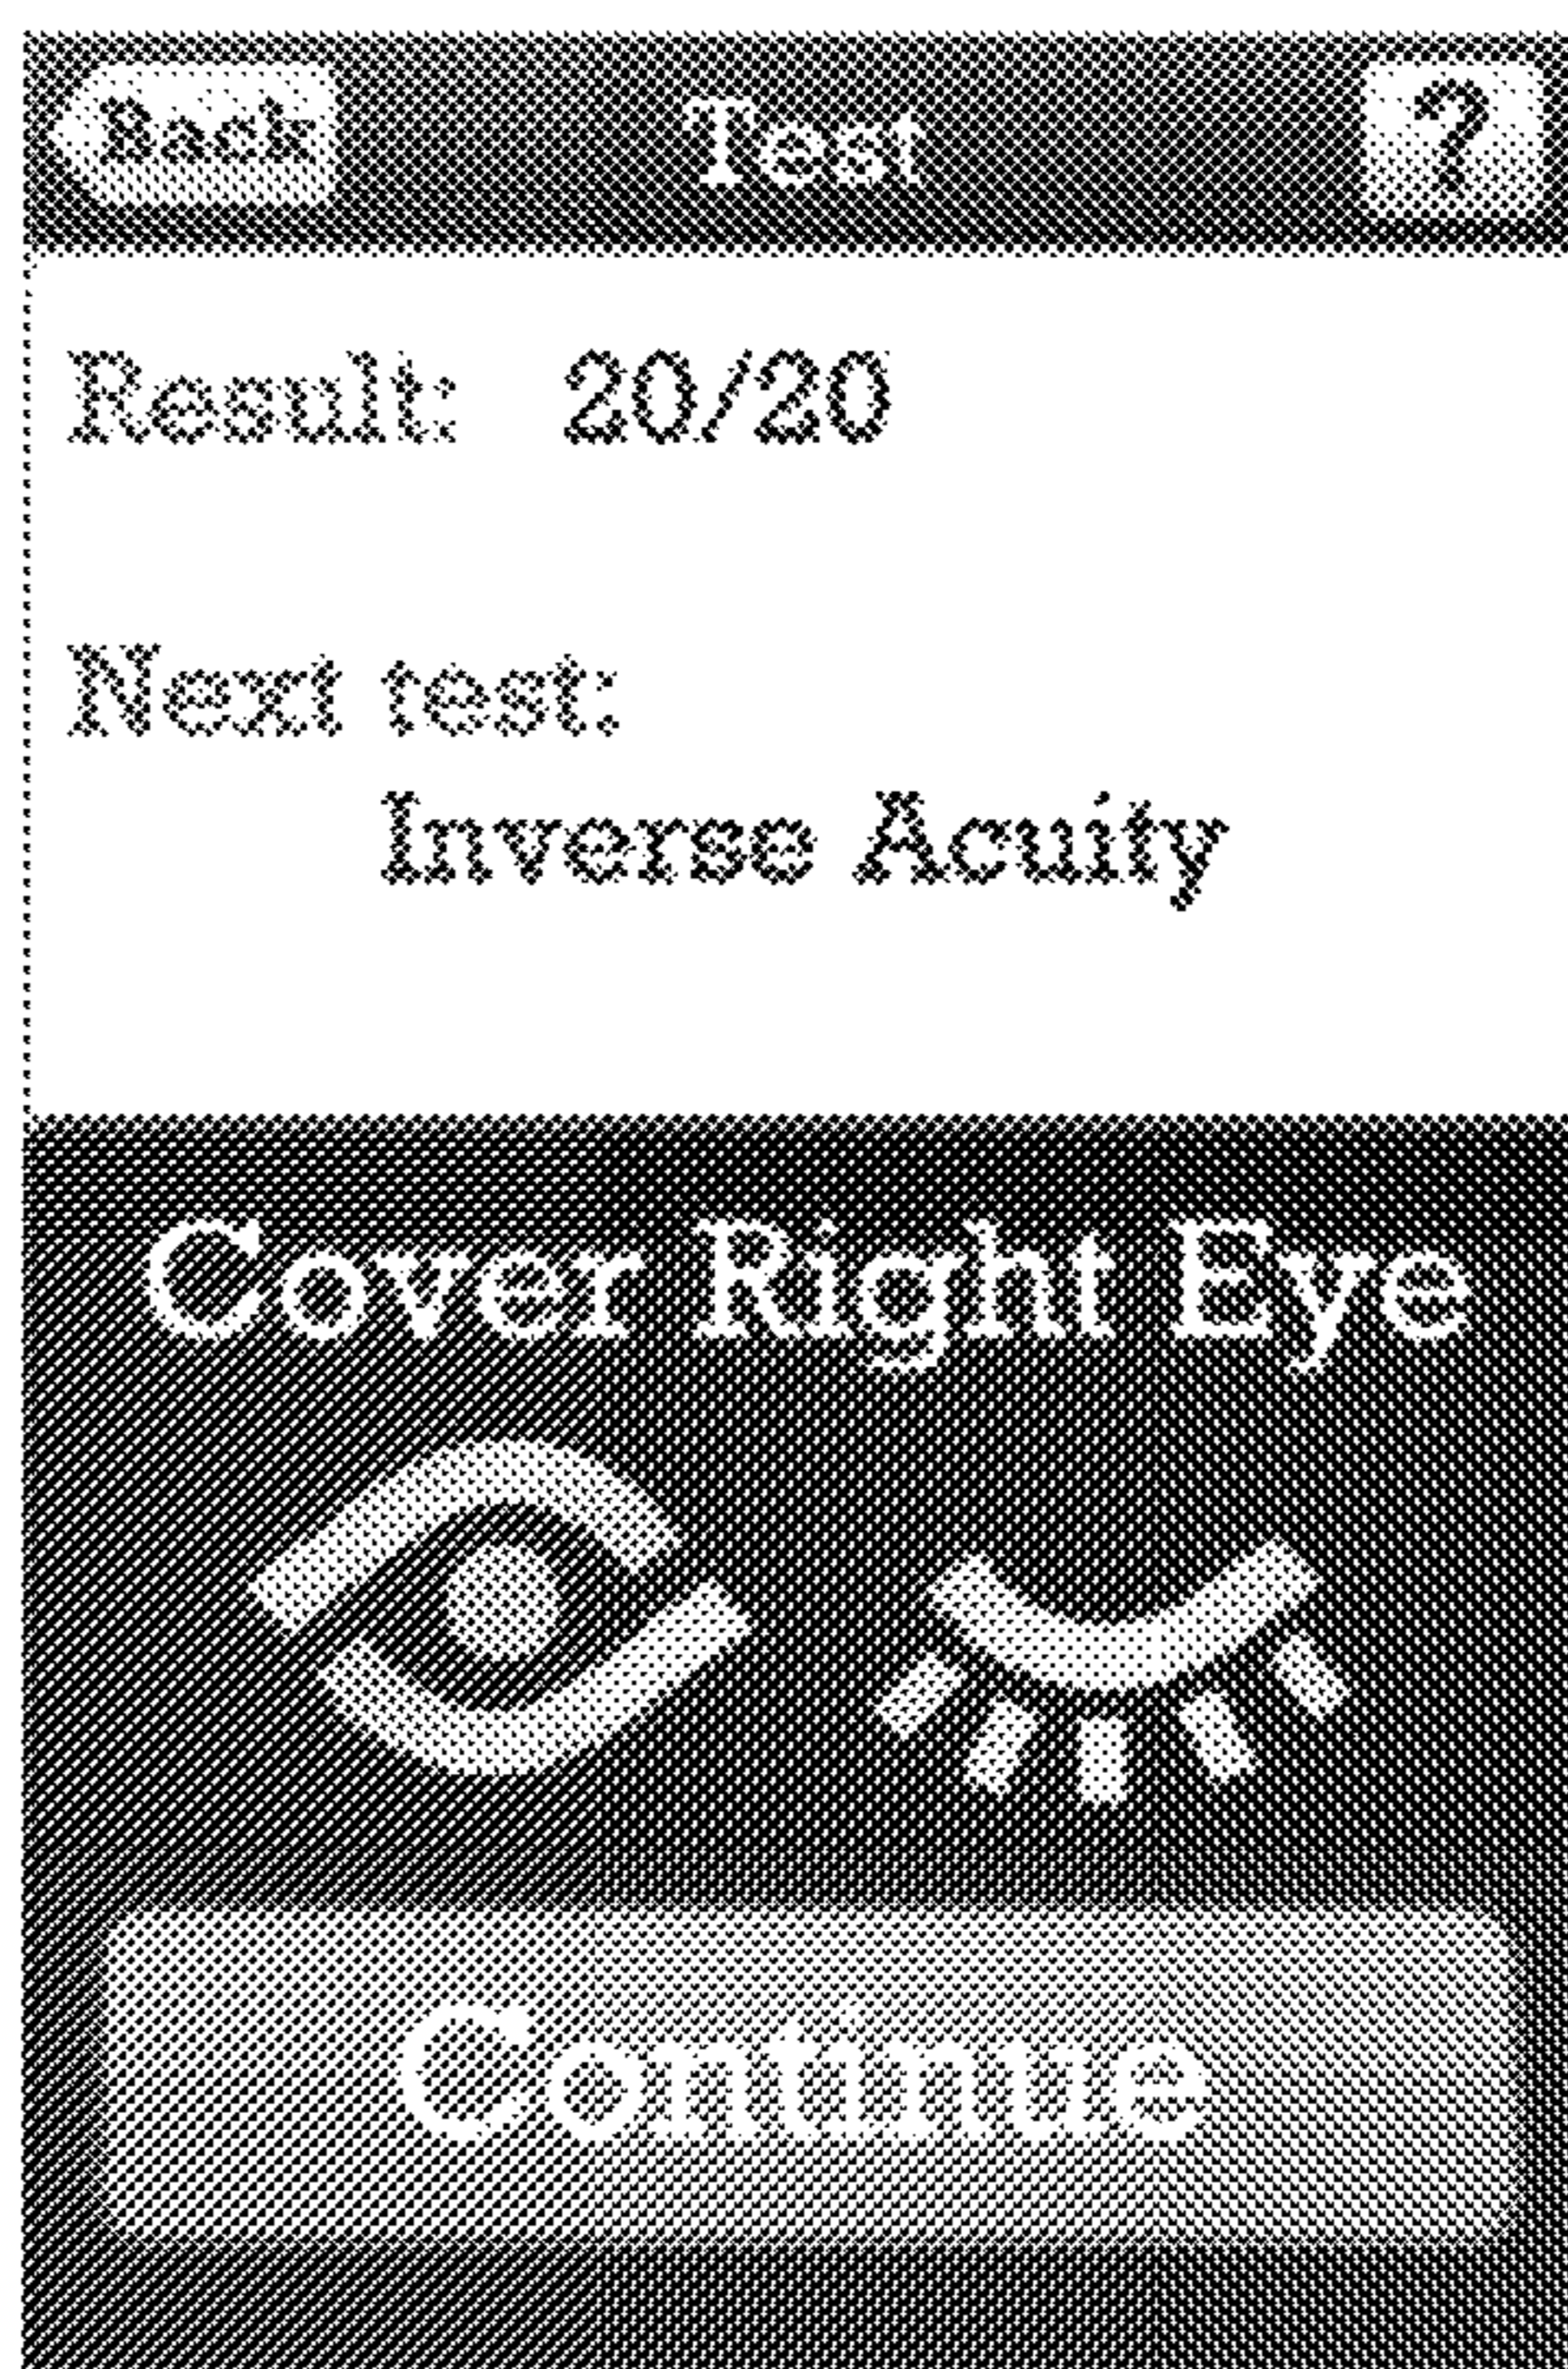 Back Test ?
Result: 20/20
Next test:
Inverse Acuity
Cover Right Eye
Continue